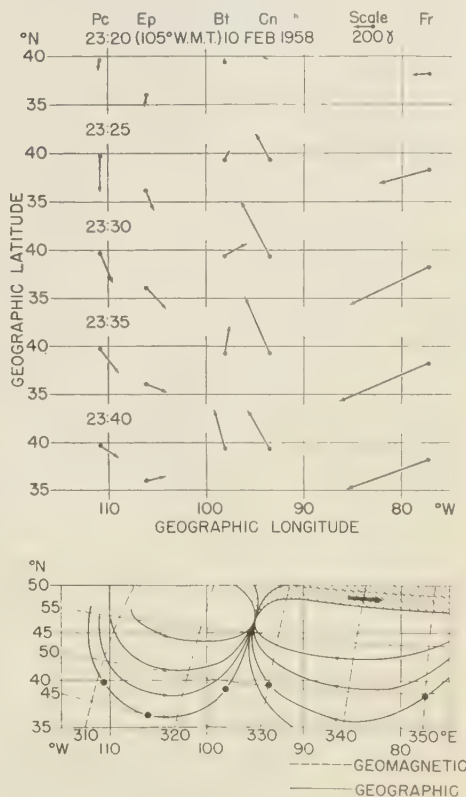 Pc Ep Bt Cn h Scale Fr
°N 23:20 (105° W.M.T.) 10 FEB 1958 200 γ
40
35
23:25
40
35
23:30
40
35
23:35
40
35
23:40
40
35
GEOGRAPHIC LATITUDE
110 100 90 80 °W
GEOGRAPHIC LONGITUDE
°N
50
55
45
50
40
45
35
310 320 330 340 350°E
°W 110 100 90 80
-----GEOMAGNETIC
——GEOGRAPHIC